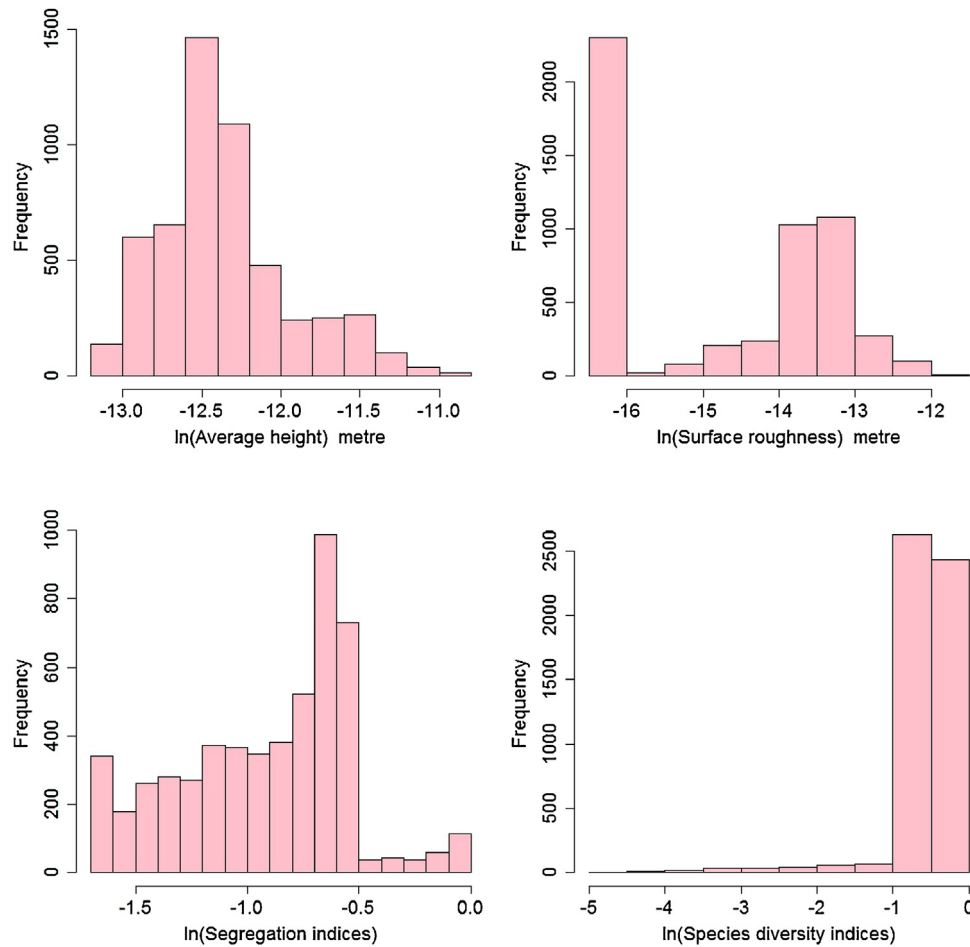 Frequency
0 500 1000 1500
-13.0 -12.5 -12.0 -11.5 -11.0
ln(Average height) metre
Frequency
0 500 1000 1500 2000
-16 -15 -14 -13 -12
ln(Surface roughness) metre
Frequency
0 200 400 600 800 1000
-1.5 -1.0 -0.5 0.0
ln(Segregation indices)
Frequency
0 500 1000 1500 2000 2500
-5 -4 -3 -2 -1 0
ln(Species diversity indices)